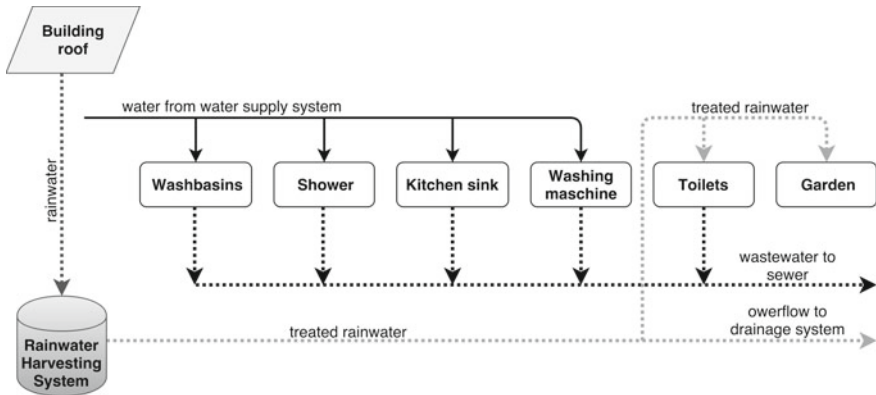 Building
roof
water from water supply system
treated rainwater
rainwater
Washbasins
Shower
Kitchen sink
Washing
maschine
Toilets
Garden
wastewater to
sewer
treated rainwater
owerflow to
drainage system
Rainwater
Harvesting
System